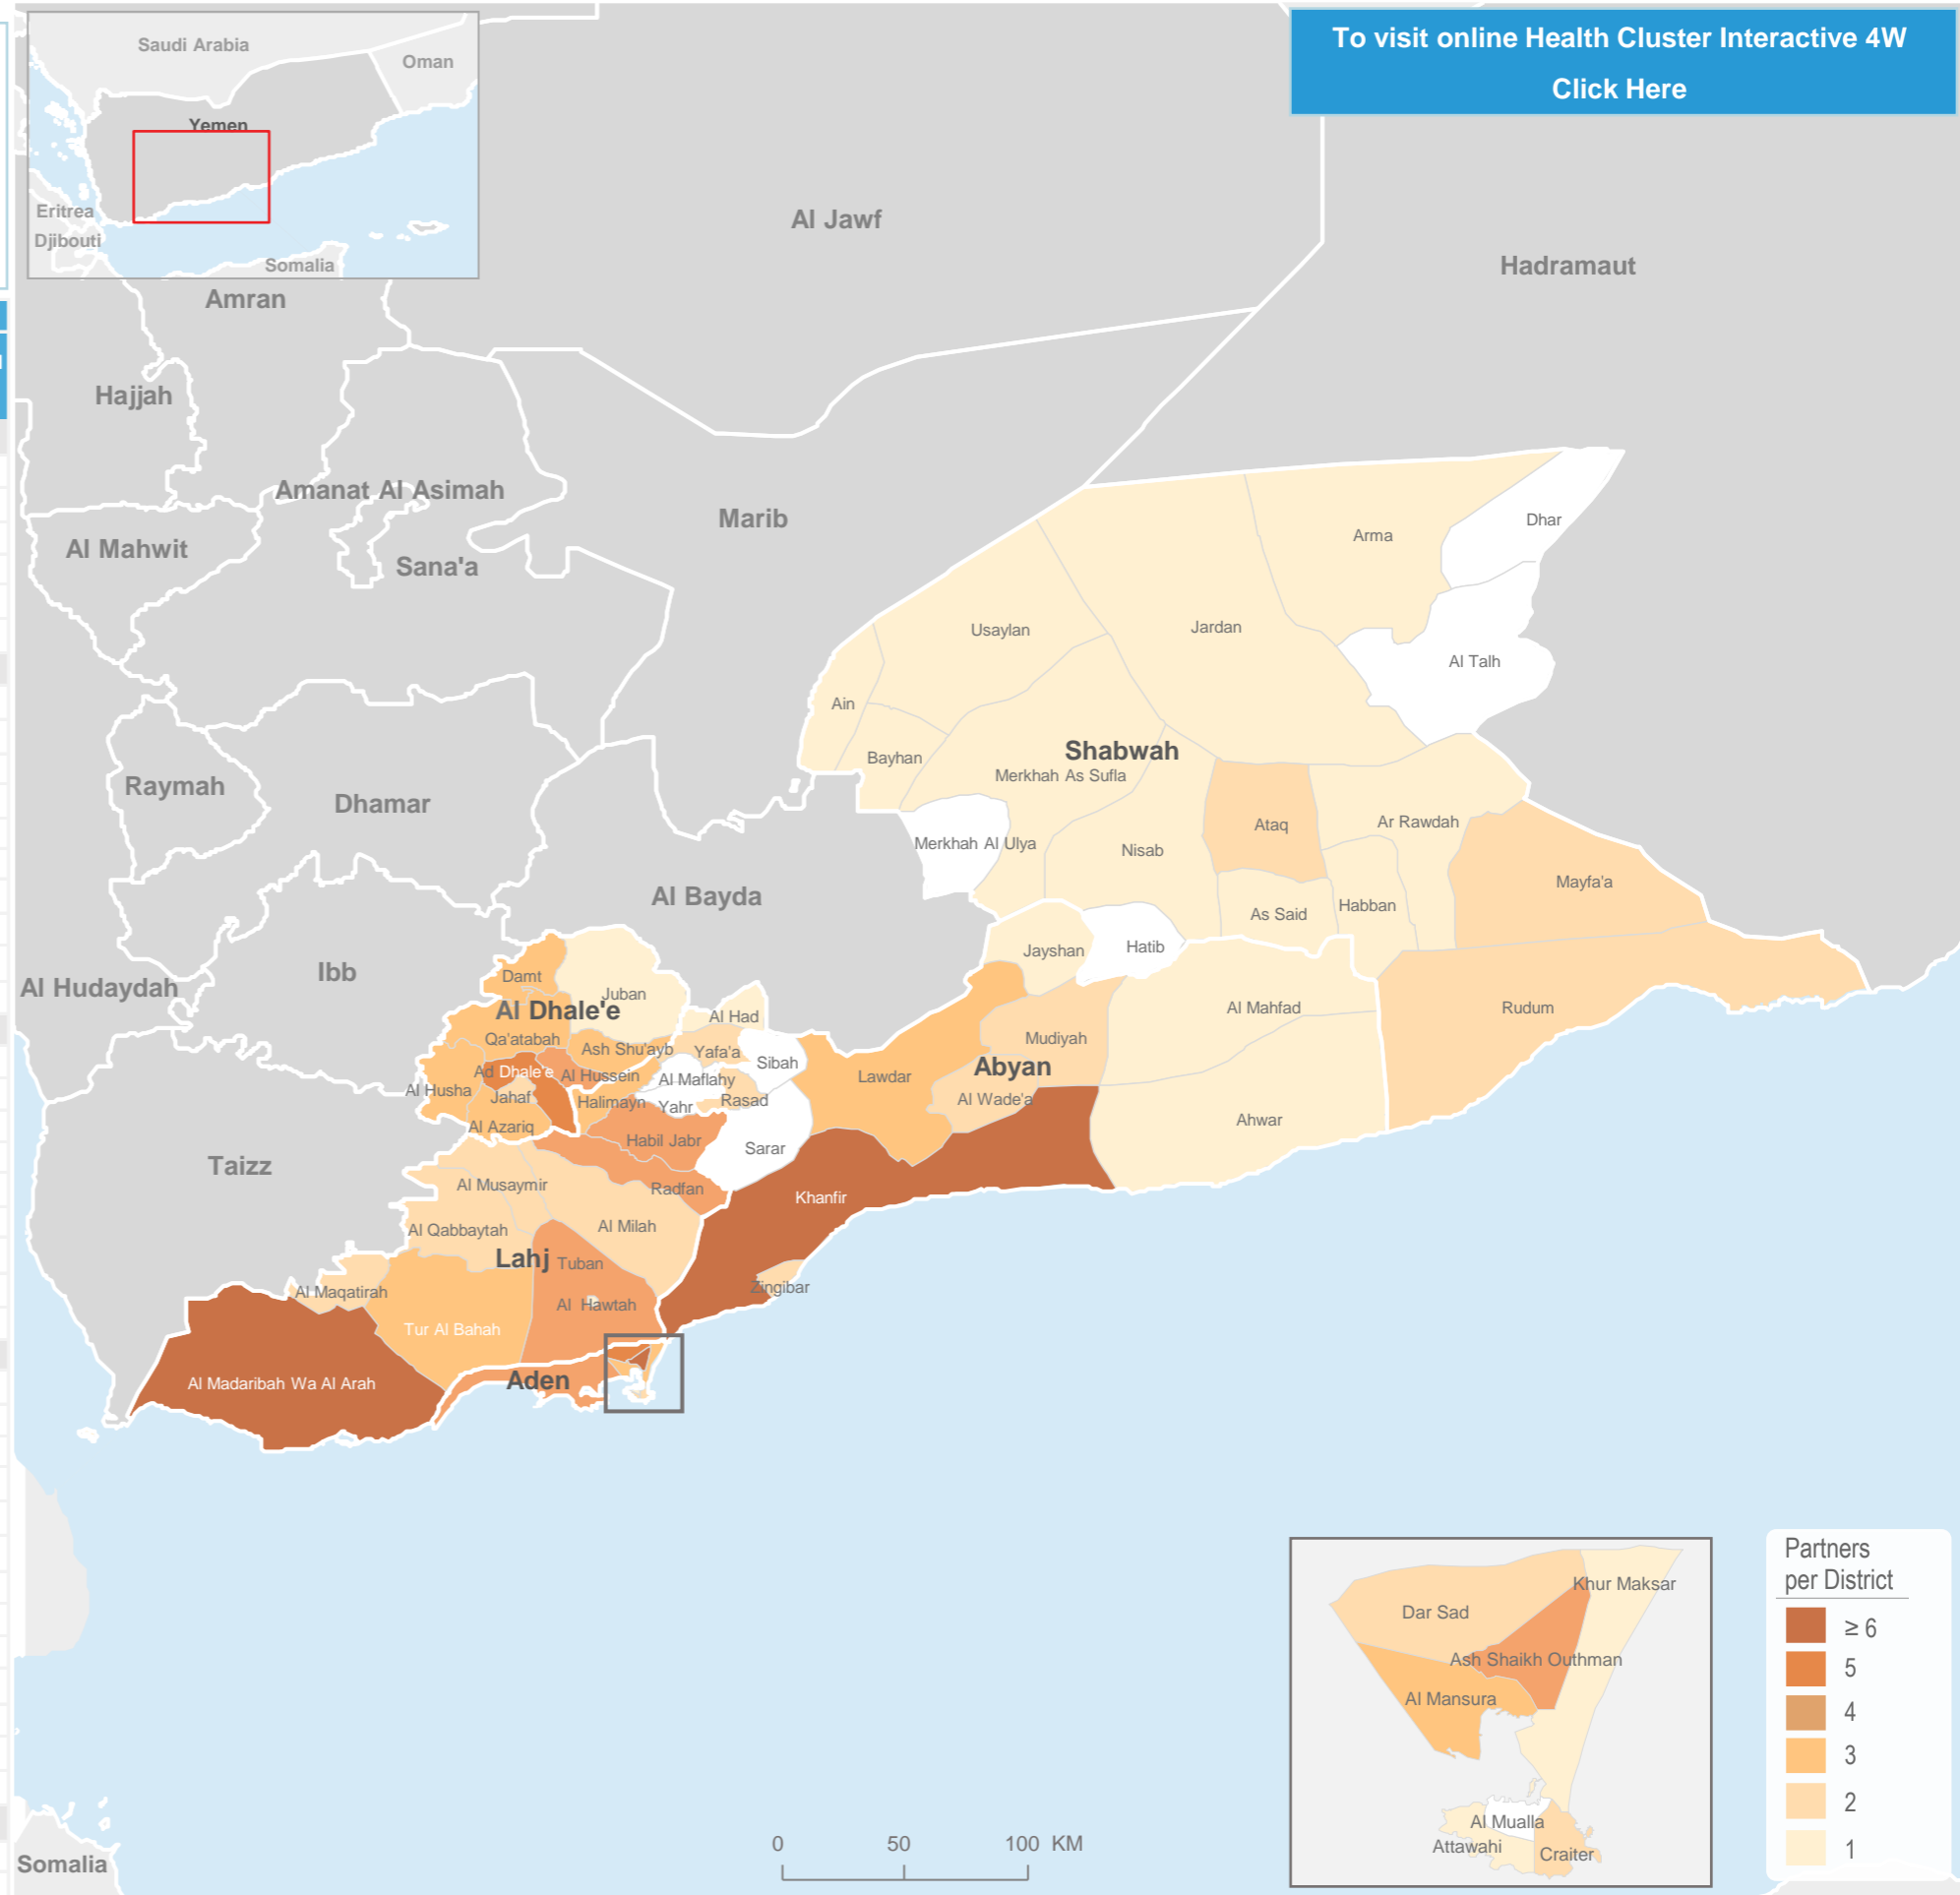 To visit online Health Cluster Interactive 4W
Click Here
Saudi Arabia
Oman
Yemen
Eritrea
Djibouti
Somalia
Al Jawf
Hadramaut
Amran
Hajjah
Amanat Al Asimah
Marib
Al Mahwit
Sana'a
Dhar
Arma
Usaylan
Jardan
Al Talh
Ain
Shabwah
Bayhan
Merkhah As Sufla
Raymah
Dhamar
Ataq
Ar Rawdah
Merkhah Al Ulya
Nisab
Mayfa'a
Al Bayda
Habban
As Said
Jayshan
Hatib
Ibb
Damt
Al Hudaydah
Juban
Al Dhale'e
Al Had
Al Mahfad
Rudum
Qa'atabah
Ash Shu'ayb
Yafa'a
Mudiyah
Sibah
Abyan
Ad Dhale'e
Al Hussein
Al Maflahy
Lawdar
Al Husha
Jahaf
Halimayn
Yahr
Rasad
Al Wade'a
Al Azariq
Ahwar
Habil Jabr
Sarar
Taizz
Al Musaymir
Radfan
Khanfir
Al Qabbaytah
Al Milah
Lahj
Tuban
Zingibar
Al Maqatirah
Al Hawtah
Tur Al Bahah
Al Madaribah Wa Al Arah
Aden
Khur Maksar
Dar Sad
Ash Shaikh Outhman
Al Mansura
Al Mualla
Attawahi
Craiter
Partners
per District
≥ 6
5
4
3
2
1
0 50 100 KM
Somalia